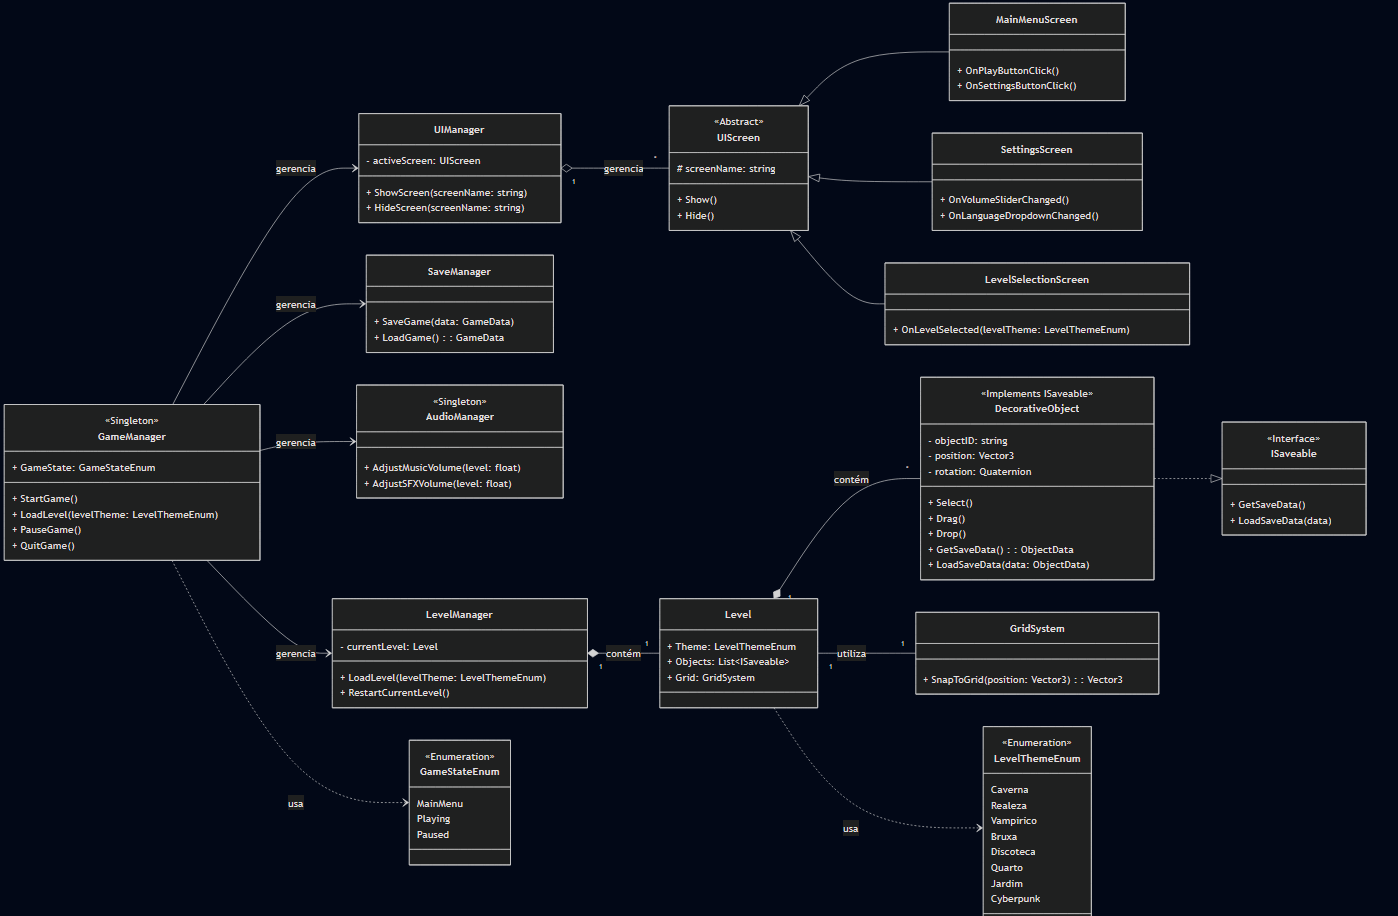 MainMenuScreen
+ OnPlayButtonClick()
+ OnSettingsButtonClick()
«Abstract»
UIScreen
# screenName: string
+ Show()
+ Hide()
UIManager
- activeScreen: UIScreen
+ ShowScreen(screenName: string)
+ HideScreen(screenName: string)
gerencia
1
gerencia
*
SettingsScreen
+ OnVolumeSliderChanged()
+ OnLanguageDropdownChanged()
SaveManager
+ SaveGame(data: GameData)
+ LoadGame() : : GameData
gerencia
LevelSelectionScreen
+ OnLevelSelected(levelTheme: LevelThemeEnum)
«Singleton»
AudioManager
+ AdjustMusicVolume(level: float)
+ AdjustSFXVolume(level: float)
gerencia
«Singleton»
GameManager
+ GameState: GameStateEnum
+ StartGame()
+ LoadLevel(levelTheme: LevelThemeEnum)
+ PauseGame()
+ QuitGame()
«Implements ISaveable»
DecorativeObject
- objectID: string
- position: Vector3
- rotation: Quaternion
+ Select()
+ Drag()
+ Drop()
+ GetSaveData() : : ObjectData
+ LoadSaveData(data: ObjectData)
contém
*
1
«Interface»
ISaveable
+ GetSaveData()
+ LoadSaveData(data)
LevelManager
- currentLevel: Level
+ LoadLevel(levelTheme: LevelThemeEnum)
+ RestartCurrentLevel()
gerencia
1
contém
1
Level
+ Theme: LevelThemeEnum
+ Objects: List<ISaveable>
+ Grid: GridSystem
1
utiliza
1
GridSystem
+ SnapToGrid(position: Vector3) : : Vector3
usa
«Enumeration»
GameStateEnum
MainMenu
Playing
Paused
usa
«Enumeration»
LevelThemeEnum
Caverna
Realeza
Vampirico
Bruxa
Discoteca
Quarto
Jardim
Cyberpunk